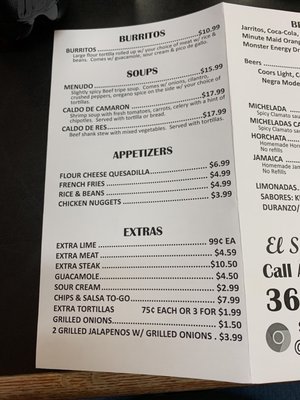 BURRITOS
BURRITOS $10.99
Large flour tortilla rolled up w/ your choice of meat w/ rice &
beans. Comes w/ guacamole, sour cream & pico de gallo.
SOUPS
MENUDO $15.99
Slightly spicy Beef tripe soup. Comes w/ onions, cilantro,
crushed peppers, oregano spice on the side w/ your choice of
tortillas.
CALDO DE CAMARON $17.99
Shrimp soup with fresh tomatoes, carrots, celery with a hint of
chipotles. Served with tortilla or bread.
CALDO DE RES $17.99
Beef shank stew with mixed vegetables. Served with tortillas.
APPETIZERS
FLOUR CHEESE QUESADILLA $6.99
FRENCH FRIES $4.99
RICE & BEANS $4.99
CHICKEN NUGGETS $3.99
EXTRAS
EXTRA LIME 99¢ EA
EXTRA MEAT $4.59
EXTRA STEAK $10.50
GUACAMOLE $4.50
SOUR CREAM $2.99
CHIPS & SALSA TO-GO $7.99
EXTRA TORTILLAS 75¢ EACH OR 3 FOR $1.99
GRILLED ONIONS $1.50
2 GRILLED JALAPENOS W/ GRILLED ONIONS . $3.99
Jarritos, Coca-Cola,
Minute Maid Oran
Monster Energy Dr
Beers
Coors Light,
Negra Mode
MICHELADA
Spicy Clamato sau
MICHELADAS CA
Spicy Clamato
HORCHATA
Homemade Hor
No refills
JAMAICA
Homemade Jam
No Refills
LIMONADAS
SABORES:
DURANZO/
El S
Call
36